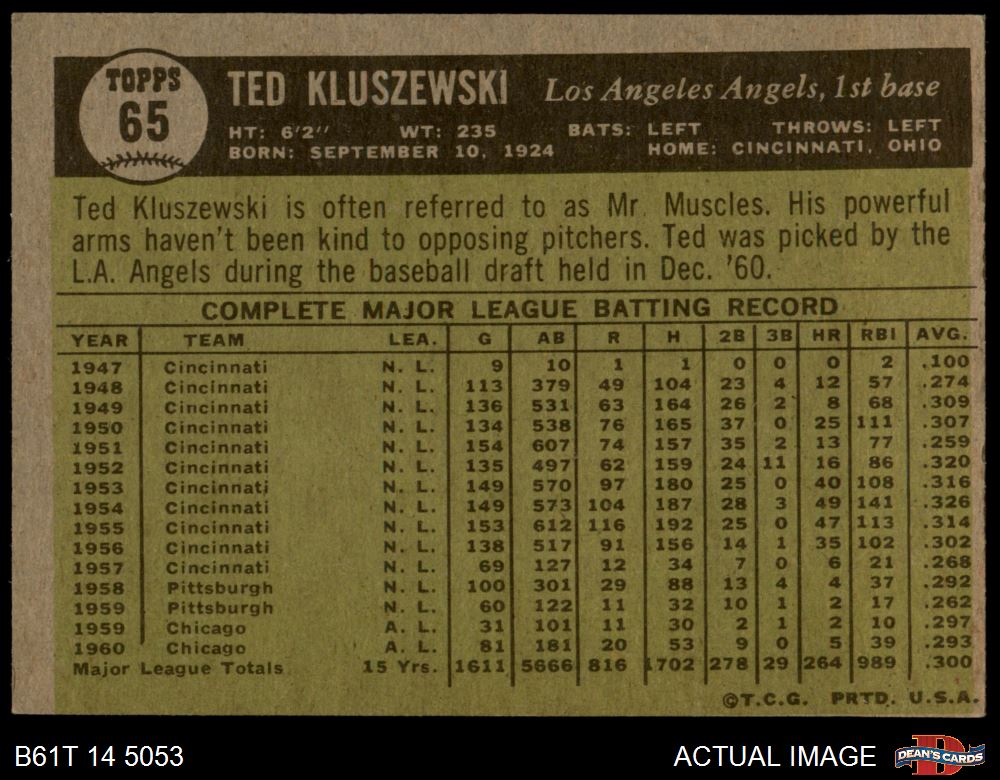 TOPPS
65
TED KLUSZEWSKI Los Angeles Angels, 1st base
HT: 6'2" WT: 235 BATS: LEFT THROWS: LEFT
BORN: SEPTEMBER 10, 1924 HOME: CINCINNATI, OHIO
Ted Kluszewski is often referred to as Mr. Muscles. His powerful
arms haven't been kind to opposing pitchers. Ted was picked by the
L.A. Angels during the baseball draft held in Dec. '60.
COMPLETE MAJOR LEAGUE BATTING RECORD
YEAR TEAM LEA. G AB R H 2B 3B HR RBI AVG.
1947 Cincinnati N. L. 9 10 1 1 0 0 0 2 .100
1948 Cincinnati N. L. 113 379 49 104 23 4 12 57 .274
1949 Cincinnati N. L. 136 531 63 164 26 2 8 68 .309
1950 Cincinnati N. L. 134 538 76 165 37 0 25 111 .307
1951 Cincinnati N. L. 154 607 74 157 35 2 13 77 .259
1952 Cincinnati N. L. 135 497 62 159 24 11 16 86 .320
1953 Cincinnati N. L. 149 570 97 180 25 0 40 108 .316
1954 Cincinnati N. L. 149 573 104 187 28 3 49 141 .326
1955 Cincinnati N. L. 153 612 116 192 25 0 47 113 .314
1956 Cincinnati N. L. 138 517 91 156 14 1 35 102 .302
1957 Cincinnati N. L. 69 127 12 34 7 0 6 21 .268
1958 Pittsburgh N. L. 100 301 29 88 13 4 4 37 .292
1959 Pittsburgh N. L. 60 122 11 32 10 1 2 17 .262
1959 Chicago A. L. 31 101 11 30 2 1 2 10 .297
1960 Chicago A. L. 81 181 20 53 9 0 5 39 .293
Major League Totals 15 Yrs. 1611 5666 816 1702 278 29 264 989 .300
©T.C.G. PRTD. U.S.A.
B61T 14 5053 ACTUAL IMAGE DEAN'S CARDS